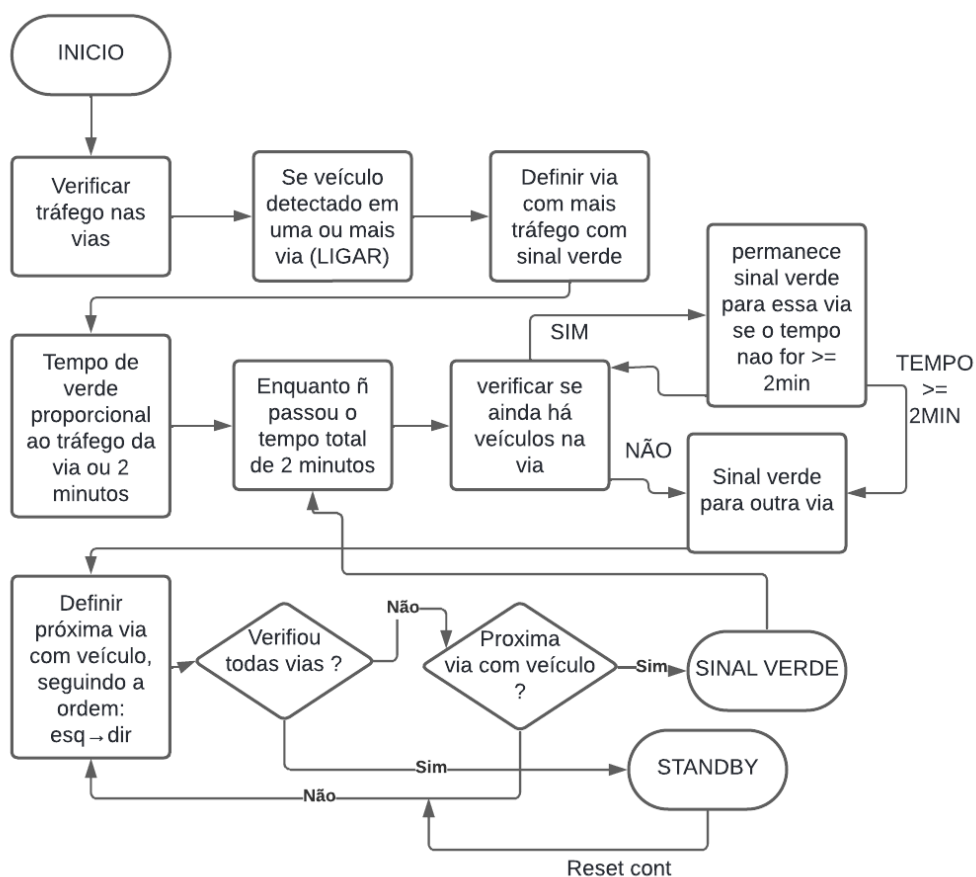 INICIO
Verificar
tráfego nas
vias
Se veículo
detectado em
uma ou mais
via (LIGAR)
Definir via
com mais
tráfego com
sinal verde
permanece
sinal verde
para essa via
se o tempo
nao for >=
2min
SIM
TEMPO
>=
2MIN
Tempo de
verde
proporcional
ao tráfego da
via ou 2
minutos
Enquanto ñ
passou o
tempo total
de 2 minutos
verificar se
ainda há
veículos na
via
NÃO
Sinal verde
para outra via
Definir
próxima via
com veículo,
seguindo a
ordem:
esq→dir
Verifiou
todas vias ?
Não
Proxima
via com veículo
?
Sim
SINAL VERDE
Sim
STANDBY
Não
Reset cont